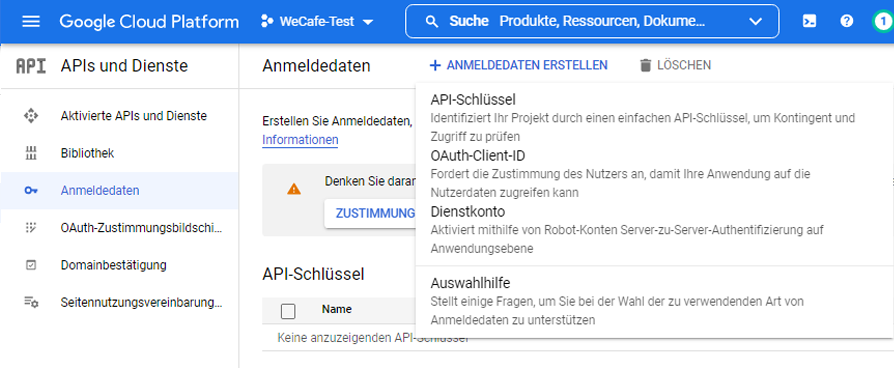 Google Cloud Platform
WeCafe-Test
Suche Produkte, Ressourcen, Dokume...
1
API APIs und Dienste
Anmeldedaten
+ ANMELDEDATEN ERSTELLEN
LÖSCHEN
Aktivierte APIs und Dienste
Bibliothek
Anmeldedaten
OAuth-Zustimmungsbildschi...
Domainbestätigung
Seitennutzungsvereinbarung...
Erstellen Sie Anmeldedaten,
Informationen
Denken Sie daran
ZUSTIMMUNG
API-Schlüssel
Name
Keine anzuzeigenden API-Schlüssel
API-Schlüssel
Identifiziert Ihr Projekt durch einen einfachen API-Schlüssel, um Kontingent und
Zugriff zu prüfen
OAuth-Client-ID
Fordert die Zustimmung des Nutzers an, damit Ihre Anwendung auf die
Nutzerdaten zugreifen kann
Dienstkonto
Aktiviert mithilfe von Robot-Konten Server-zu-Server-Authentifizierung auf
Anwendungsebene
Auswahlhilfe
Stellt einige Fragen, um Sie bei der Wahl der zu verwendenden Art von
Anmeldedaten zu unterstützen